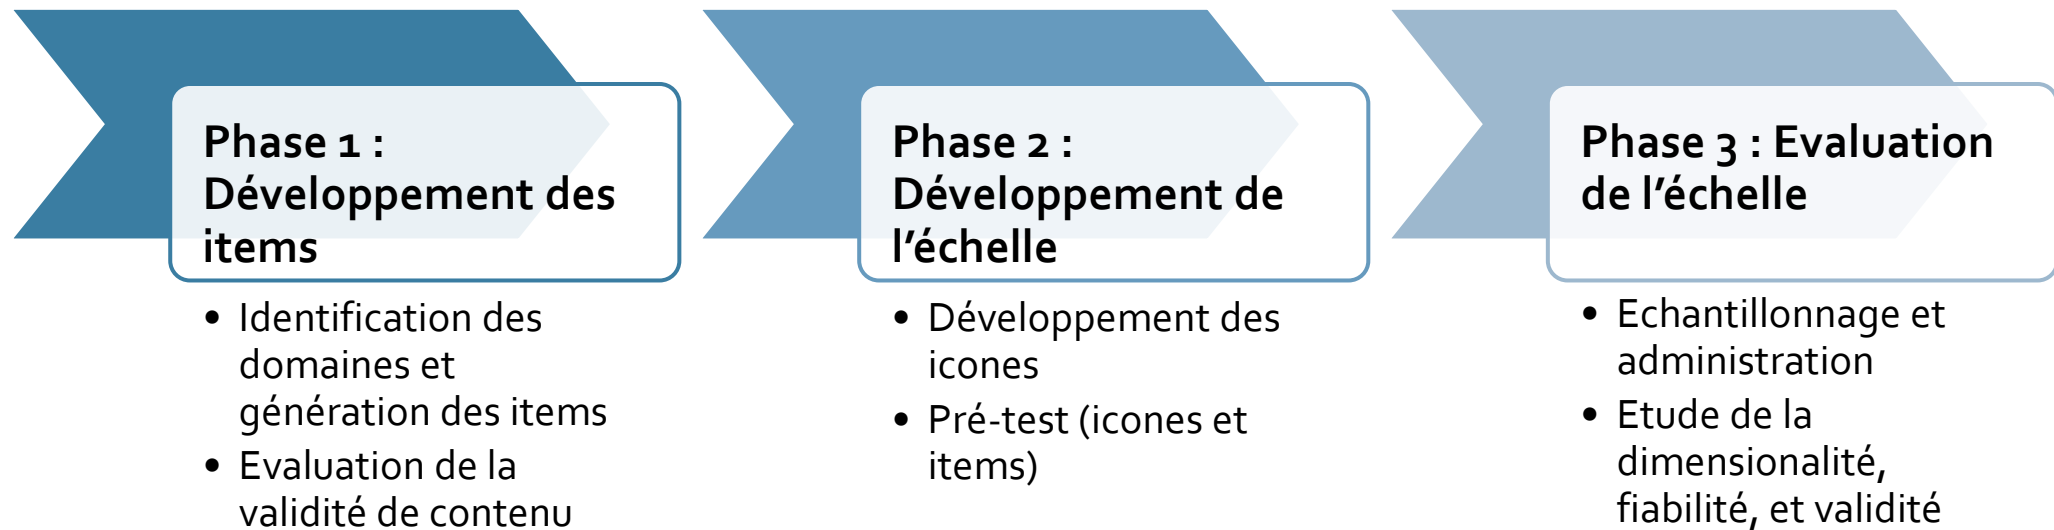 Phase 1 :
Développement des
items
• Identification des
domaines et
génération des items
• Evaluation de la
validité de contenu
Phase 2 :
Développement de
l’échelle
• Développement des
icones
• Pré-test (icones et
items)
Phase 3 : Evaluation
de l’échelle
• Echantillonnage et
administration
• Etude de la
dimensionalité,
fiabilité, et validité